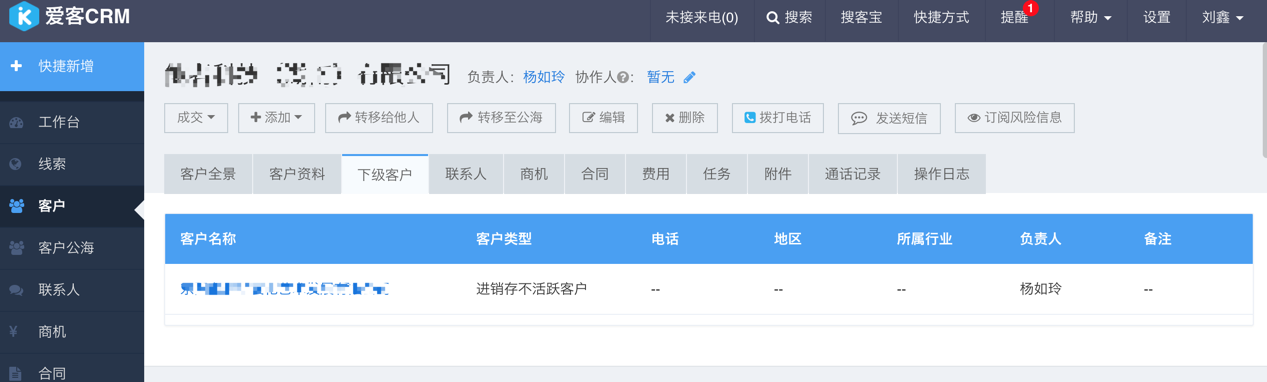 爱客CRM
未接来电(0) 搜索 搜客宝 快捷方式 提醒 1 帮助 设置 刘鑫
快捷新增
负责人: 杨如玲 协作人?: 暂无
成交 添加 转移给他人 转移至公海 编辑 删除 拨打电话 发送短信 订阅风险信息
工作台
线索
客户
客户公海
联系人
商机
合同
客户全景 客户资料 下级客户 联系人 商机 合同 费用 任务 附件 通话记录 操作日志
客户名称 客户类型 电话 地区 所属行业 负责人 备注
进销存不活跃客户 -- -- -- 杨如玲 --